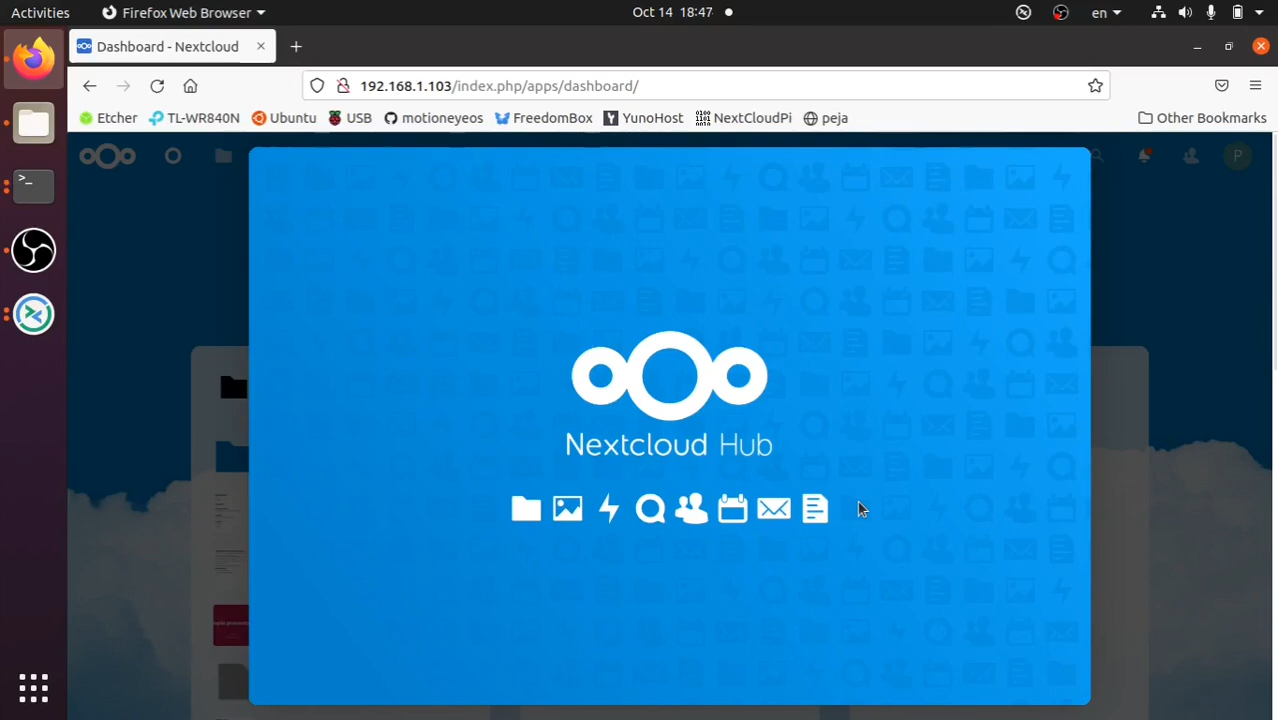 Activities
Firefox Web Browser
Oct 14 18:47
en
Dashboard - Nextcloud
192.168.1.103/index.php/apps/dashboard/
Etcher
TL-WR840N
Ubuntu
USB
motioneyeos
FreedomBox
YunoHost
NextCloudPi
peja
Other Bookmarks
P
Nextcloud Hub